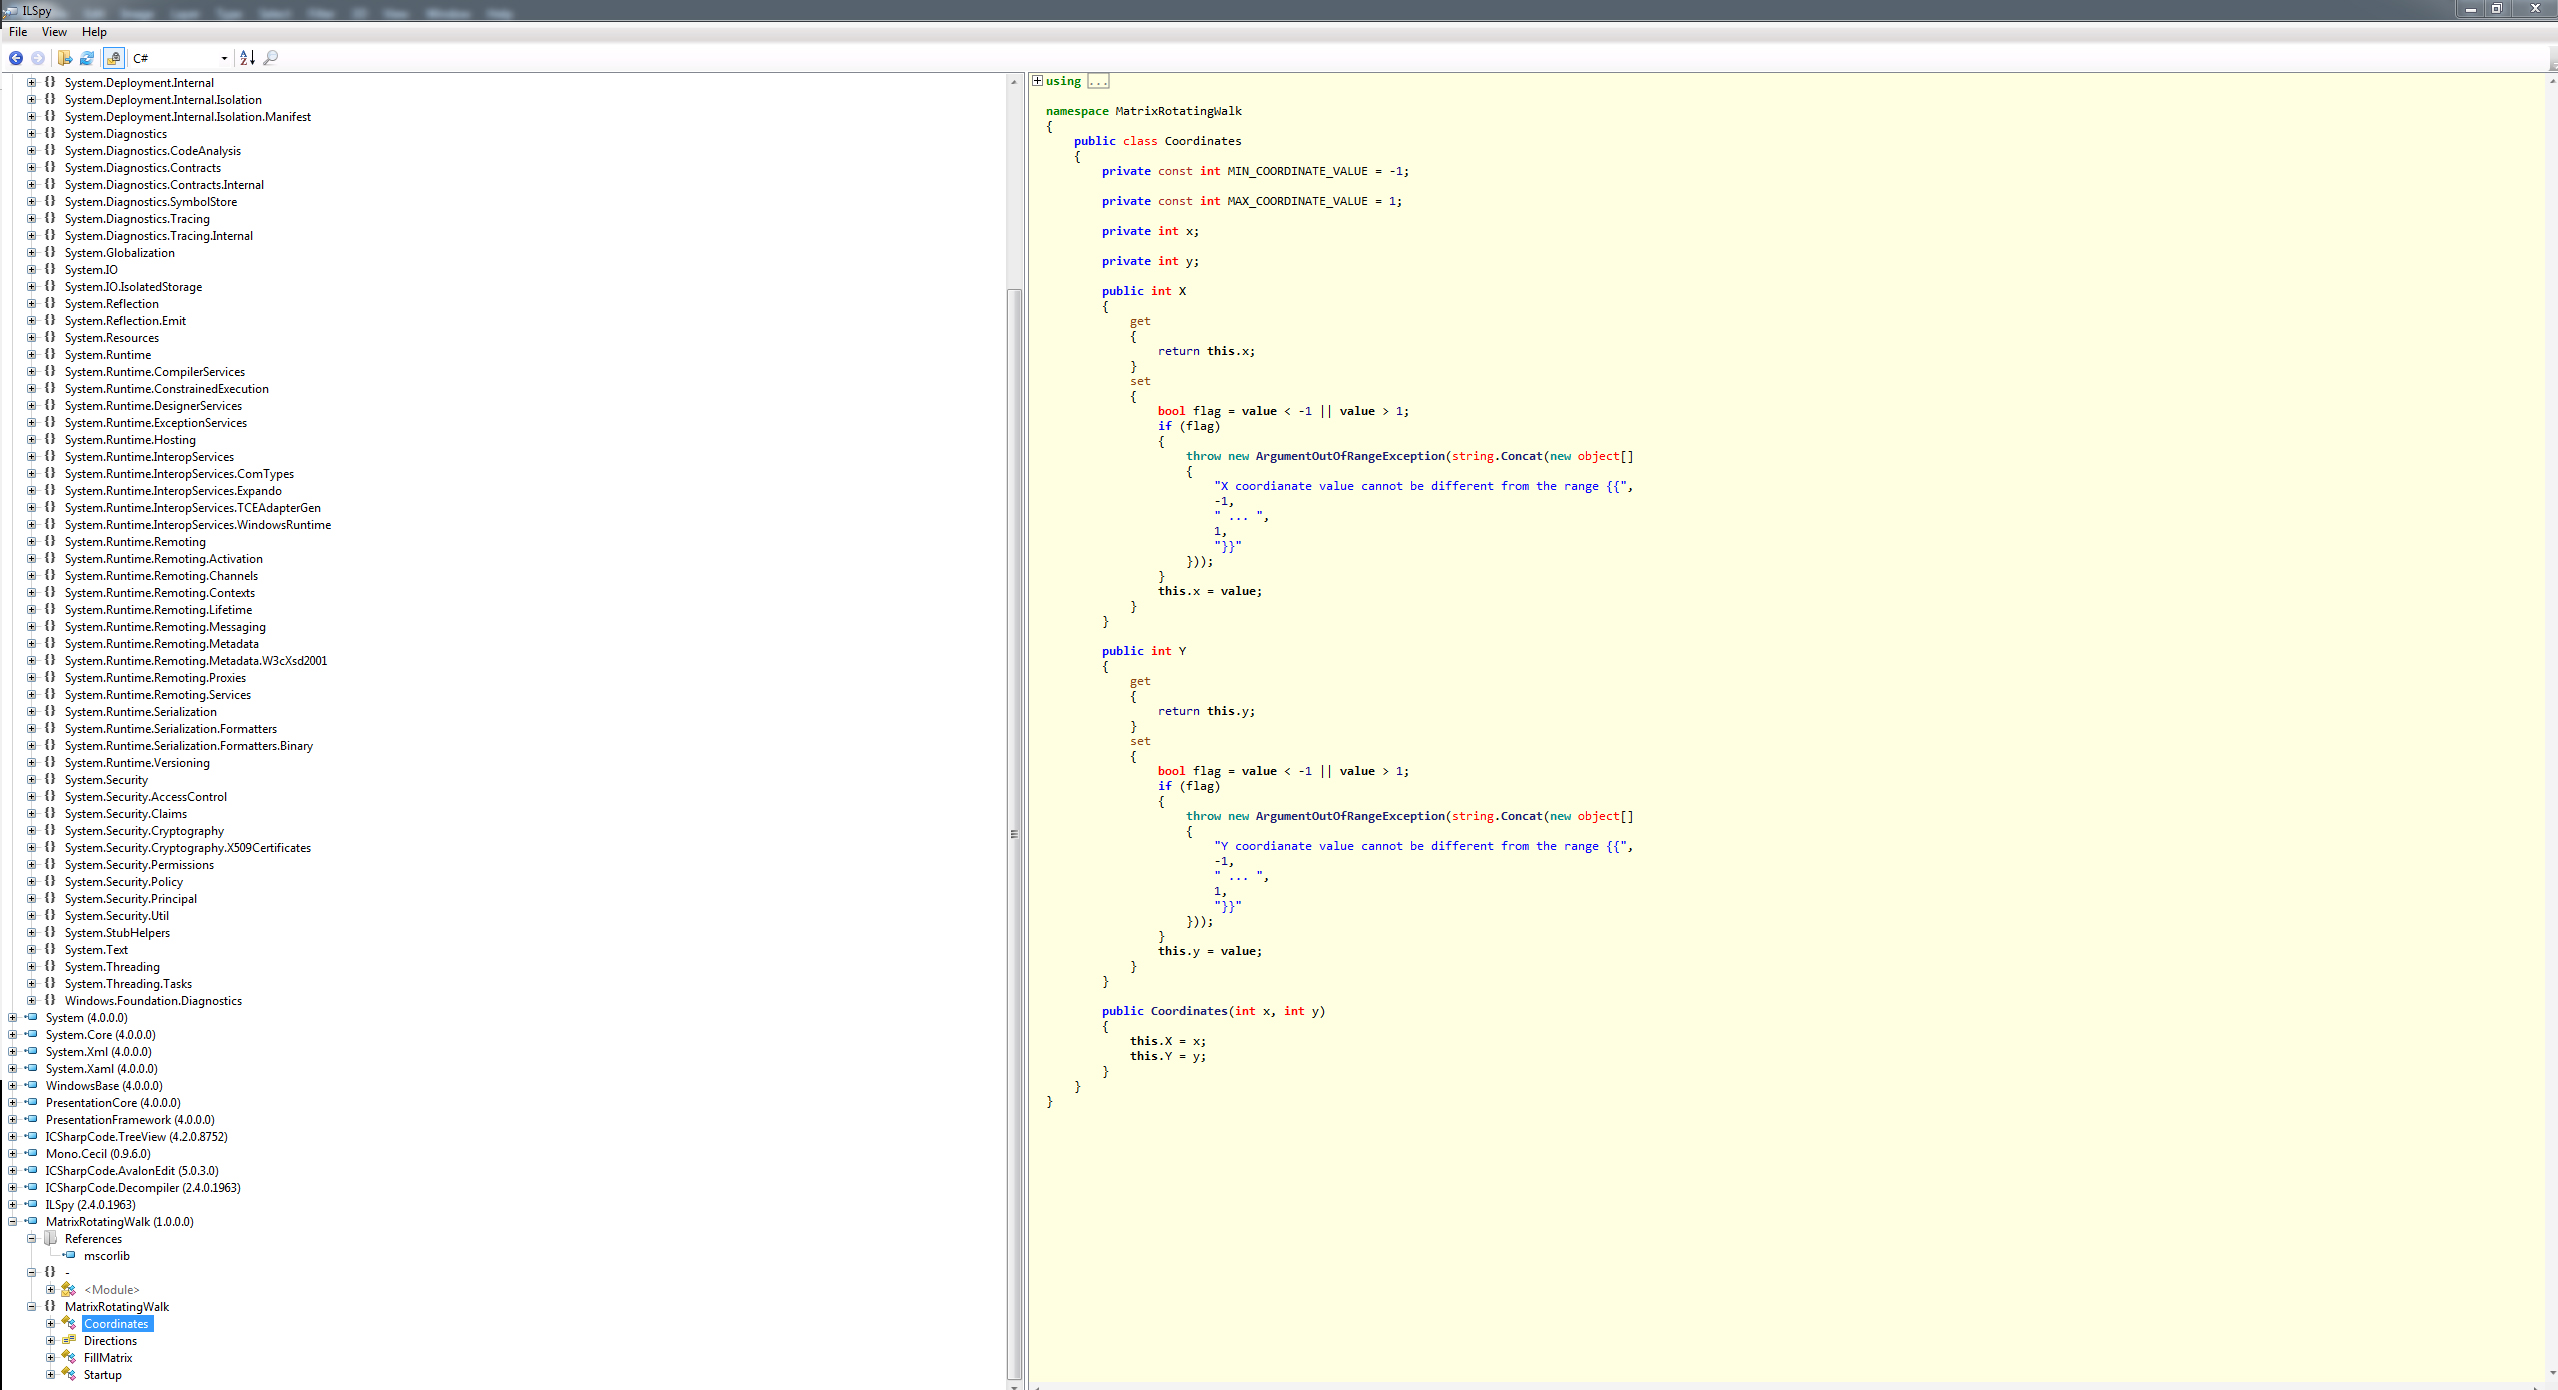 ILSpy
File View Help
C#
System.Deployment.Internal
System.Deployment.Internal.Isolation
System.Deployment.Internal.Isolation.Manifest
System.Diagnostics
System.Diagnostics.CodeAnalysis
System.Diagnostics.Contracts
System.Diagnostics.Contracts.Internal
System.Diagnostics.SymbolStore
System.Diagnostics.Tracing
System.Diagnostics.Tracing.Internal
System.Globalization
System.IO
System.IO.IsolatedStorage
System.Reflection
System.Reflection.Emit
System.Resources
System.Runtime
System.Runtime.CompilerServices
System.Runtime.ConstrainedExecution
System.Runtime.DesignerServices
System.Runtime.ExceptionServices
System.Runtime.Hosting
System.Runtime.InteropServices
System.Runtime.InteropServices.ComTypes
System.Runtime.InteropServices.Expando
System.Runtime.InteropServices.TCEAdapterGen
System.Runtime.InteropServices.WindowsRuntime
System.Runtime.Remoting
System.Runtime.Remoting.Activation
System.Runtime.Remoting.Channels
System.Runtime.Remoting.Contexts
System.Runtime.Remoting.Lifetime
System.Runtime.Remoting.Messaging
System.Runtime.Remoting.Metadata
System.Runtime.Remoting.Metadata.W3cXsd2001
System.Runtime.Remoting.Proxies
System.Runtime.Remoting.Services
System.Runtime.Serialization
System.Runtime.Serialization.Formatters
System.Runtime.Serialization.Formatters.Binary
System.Runtime.Versioning
System.Security
System.Security.AccessControl
System.Security.Claims
System.Security.Cryptography
System.Security.Cryptography.X509Certificates
System.Security.Permissions
System.Security.Policy
System.Security.Principal
System.Security.Util
System.StubHelpers
System.Text
System.Threading
System.Threading.Tasks
Windows.Foundation.Diagnostics
System (4.0.0.0)
System.Core (4.0.0.0)
System.Xml (4.0.0.0)
System.Xaml (4.0.0.0)
WindowsBase (4.0.0.0)
PresentationCore (4.0.0.0)
PresentationFramework (4.0.0.0)
ICSharpCode.TreeView (4.2.0.8752)
Mono.Cecil (0.9.6.0)
ICSharpCode.AvalonEdit (5.0.3.0)
ICSharpCode.Decompiler (2.4.0.1963)
ILSpy (2.4.0.1963)
MatrixRotatingWalk (1.0.0.0)
References
mscorlib
{} -
<Module>
{} MatrixRotatingWalk
Coordinates
Directions
FillMatrix
Startup
using ...
namespace MatrixRotatingWalk
{
public class Coordinates
{
private const int MIN_COORDINATE_VALUE = -1;
private const int MAX_COORDINATE_VALUE = 1;
private int x;
private int y;
public int X
{
get
{
return this.x;
}
set
{
bool flag = value < -1 || value > 1;
if (flag)
{
throw new ArgumentOutOfRangeException(string.Concat(new object[]
{
"X coordianate value cannot be different from the range {{",
-1,
" ... ",
1,
"}}"
}));
}
this.x = value;
}
}
public int Y
{
get
{
return this.y;
}
set
{
bool flag = value < -1 || value > 1;
if (flag)
{
throw new ArgumentOutOfRangeException(string.Concat(new object[]
{
"Y coordianate value cannot be different from the range {{",
-1,
" ... ",
1,
"}}"
}));
}
this.y = value;
}
}
public Coordinates(int x, int y)
{
this.X = x;
this.Y = y;
}
}
}